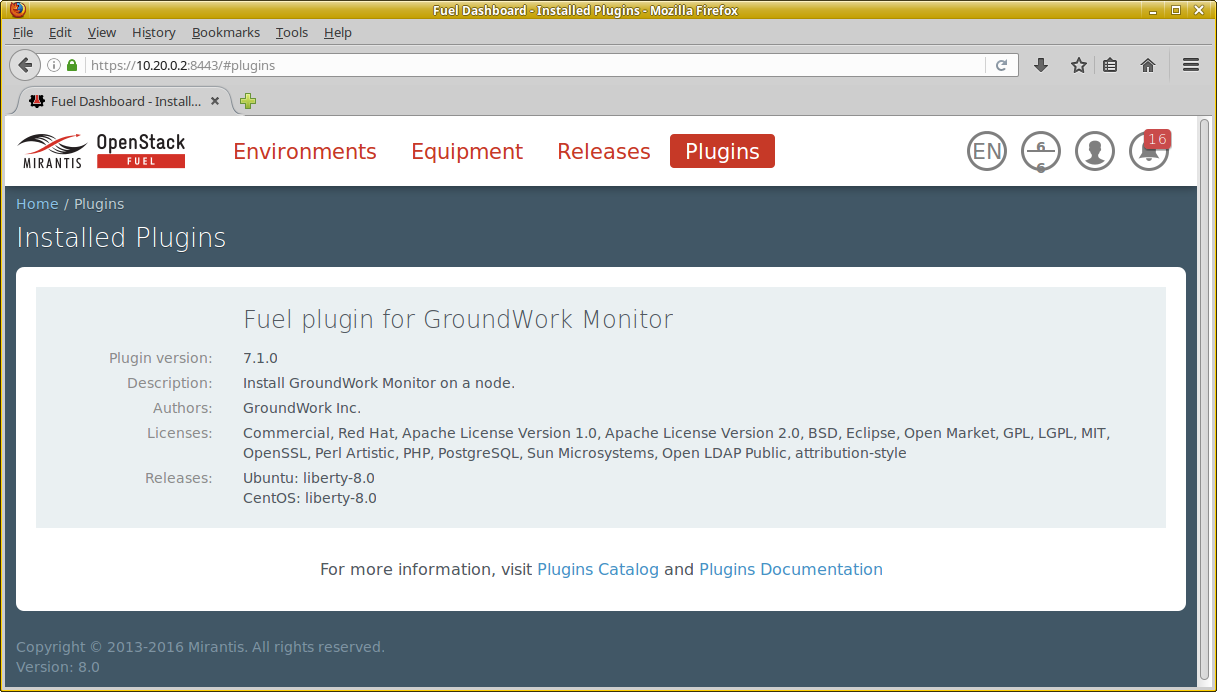 Fuel Dashboard - Installed Plugins - Mozilla Firefox
File Edit View History Bookmarks Tools Help
https://10.20.0.2:8443/#plugins
Fuel Dashboard - Install...
MIRANTIS OpenStack FUEL Environments Equipment Releases Plugins EN 6 6 16
Home / Plugins
Installed Plugins
Fuel plugin for GroundWork Monitor
Plugin version: 7.1.0
Description: Install GroundWork Monitor on a node.
Authors: GroundWork Inc.
Licenses: Commercial, Red Hat, Apache License Version 1.0, Apache License Version 2.0, BSD, Eclipse, Open Market, GPL, LGPL, MIT,
OpenSSL, Perl Artistic, PHP, PostgreSQL, Sun Microsystems, Open LDAP Public, attribution-style
Releases: Ubuntu: liberty-8.0
CentOS: liberty-8.0
For more information, visit Plugins Catalog and Plugins Documentation
Copyright © 2013-2016 Mirantis. All rights reserved.
Version: 8.0